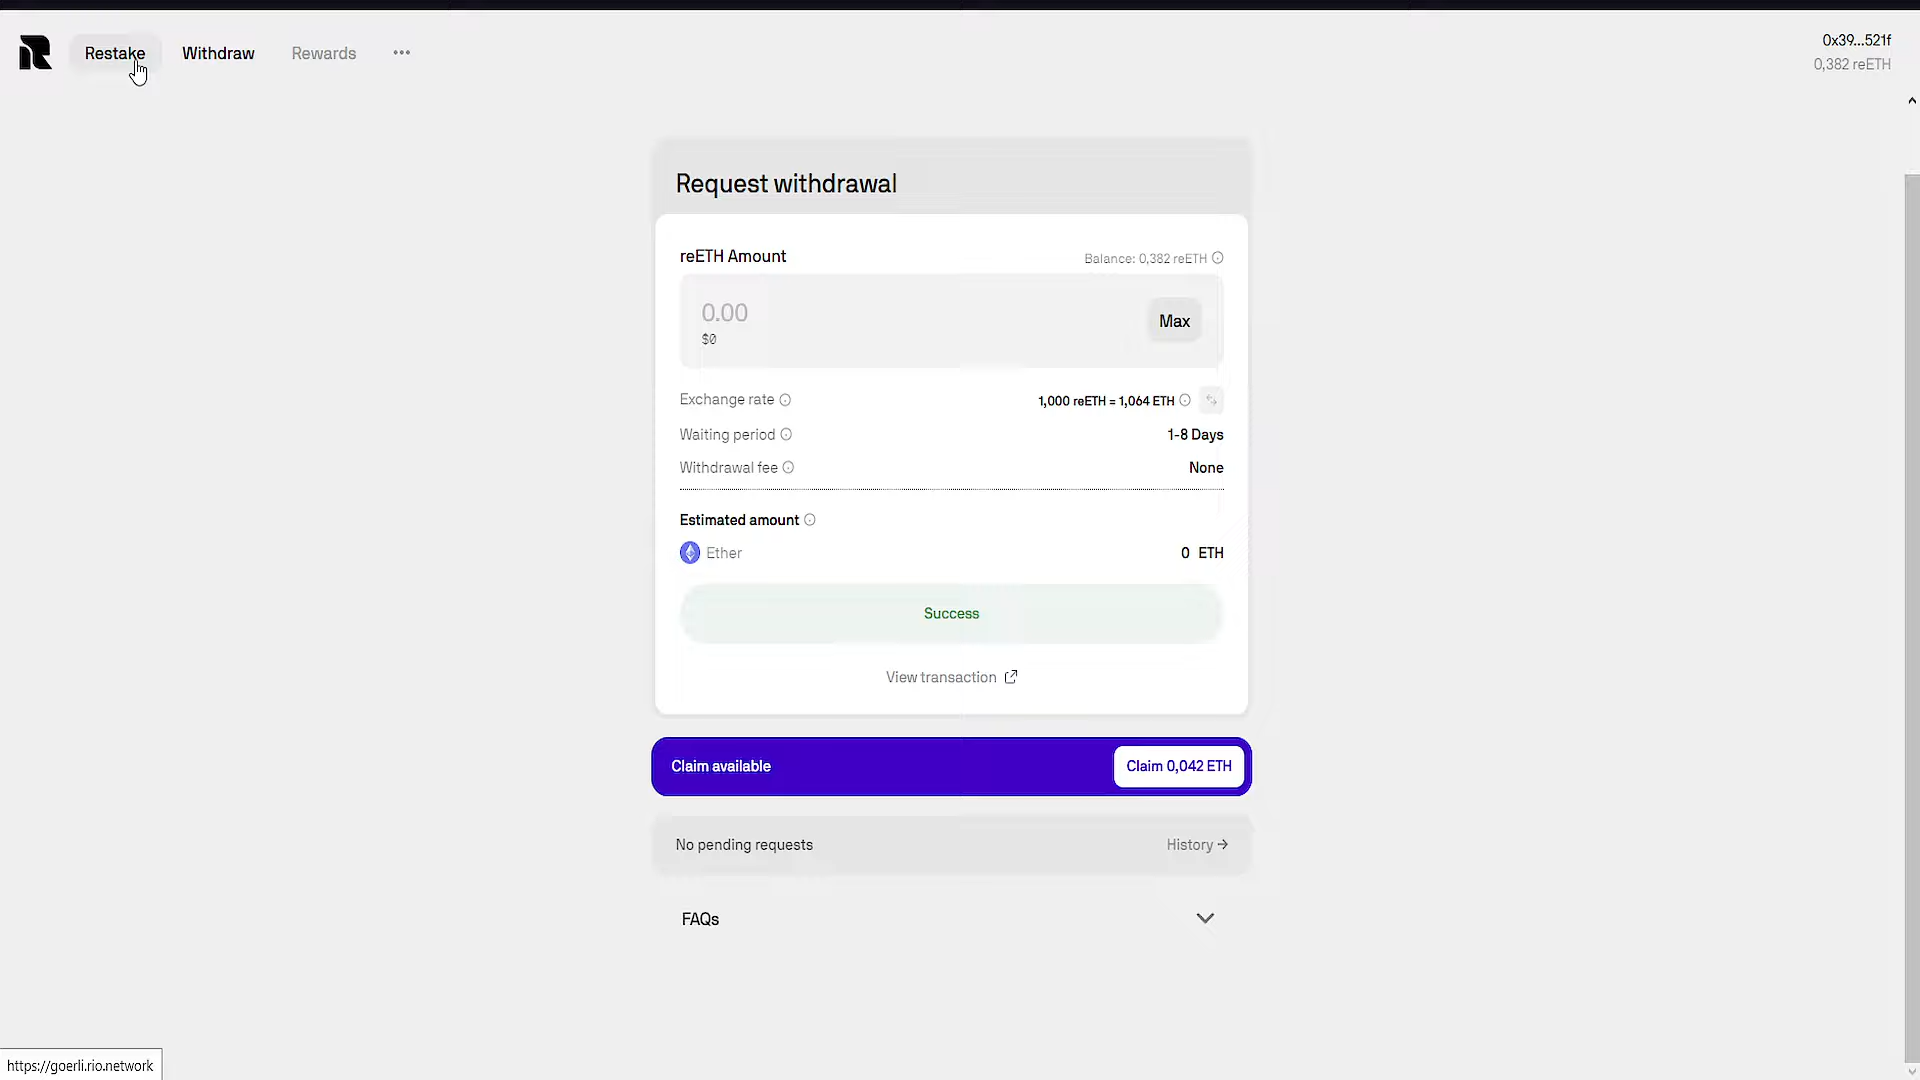 Restake
Withdraw
Rewards
0x39...521f
0,382 reETH
Request withdrawal
reETH Amount
Balance: 0,382 reETH
0.00
$0
Max
Exchange rate
1,000 reETH = 1,064 ETH
Waiting period
1-8 Days
Withdrawal fee
None
Estimated amount
Ether
0 ETH
Success
View transaction
Claim available
Claim 0,042 ETH
No pending requests
History →
FAQs
https://goerli.rio.network